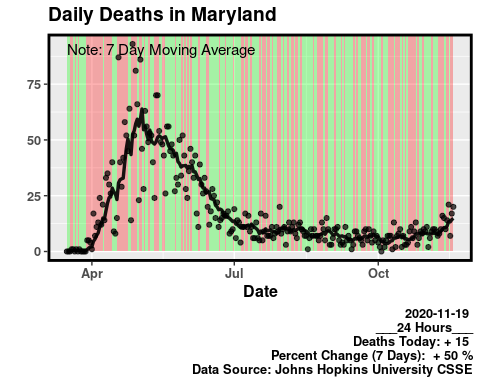 Daily Deaths in Maryland
Note: 7 Day Moving Average
75
50
25
0
Apr
Jul
Oct
Date
2020-11-19
___24 Hours___
Deaths Today: + 15
Percent Change (7 Days):  + 50 %
Data Source: Johns Hopkins University CSSE